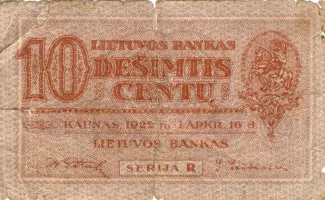 LIETUVOS BANKAS
10 DEŠIMTIS
CENTŲ
KAUNAS, 1922 m. LAPKR. 16 d.
LIETUVOS BANKAS
SERIJA R